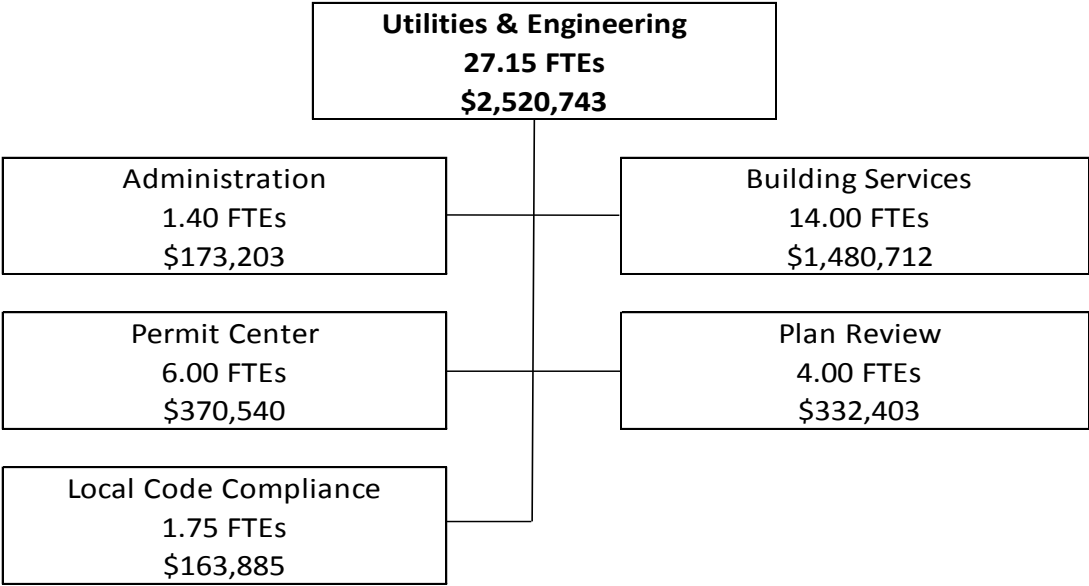 Utilities & Engineering
27.15 FTEs
$2,520,743
Administration
1.40 FTEs
$173,203
Building Services
14.00 FTEs
$1,480,712
Permit Center
6.00 FTEs
$370,540
Plan Review
4.00 FTEs
$332,403
Local Code Compliance
1.75 FTEs
$163,885